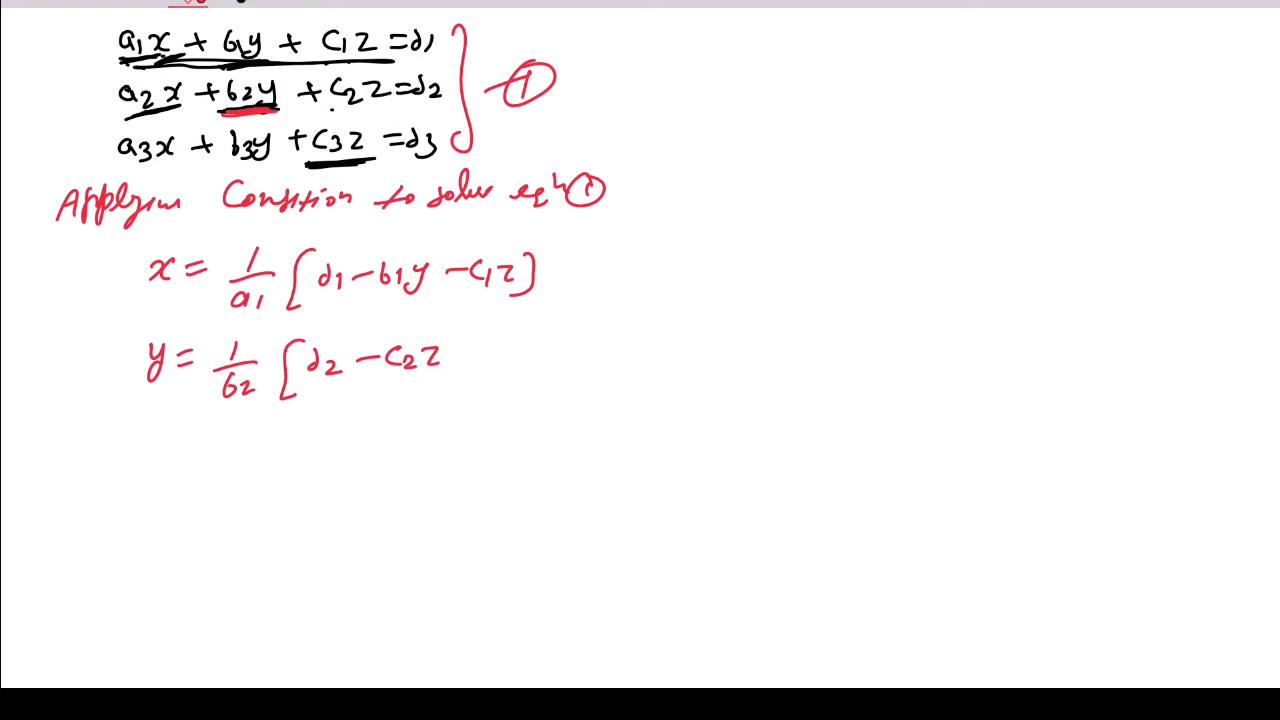 a1x + b1y + c1z = d1
a2x + b2y + c2z = d2
a3x + b3y + c3z = d3
1
Applying Condition to solve eqn 1
x = 1/a1 [d1 - b1y - c1z]
y = 1/b2 [d2 - c2z